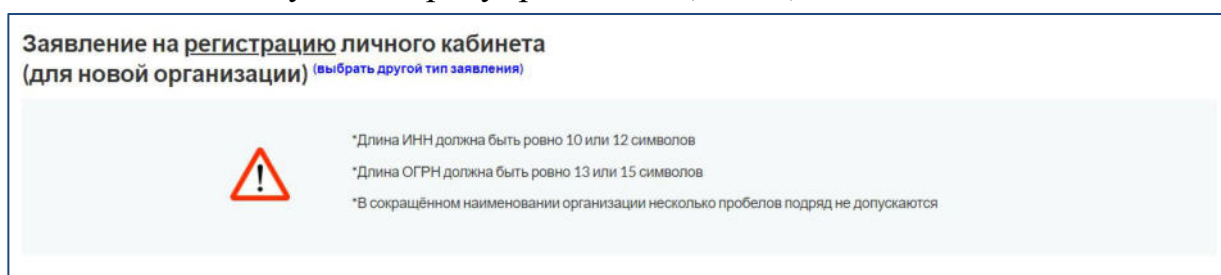 Заявление на регистрацию личного кабинета
(для новой организации) (выбрать другой тип заявления)
*Длина ИНН должна быть ровно 10 или 12 символов
*Длина ОГРН должна быть ровно 13 или 15 символов
*В сокращённом наименовании организации несколько пробелов подряд не допускаются